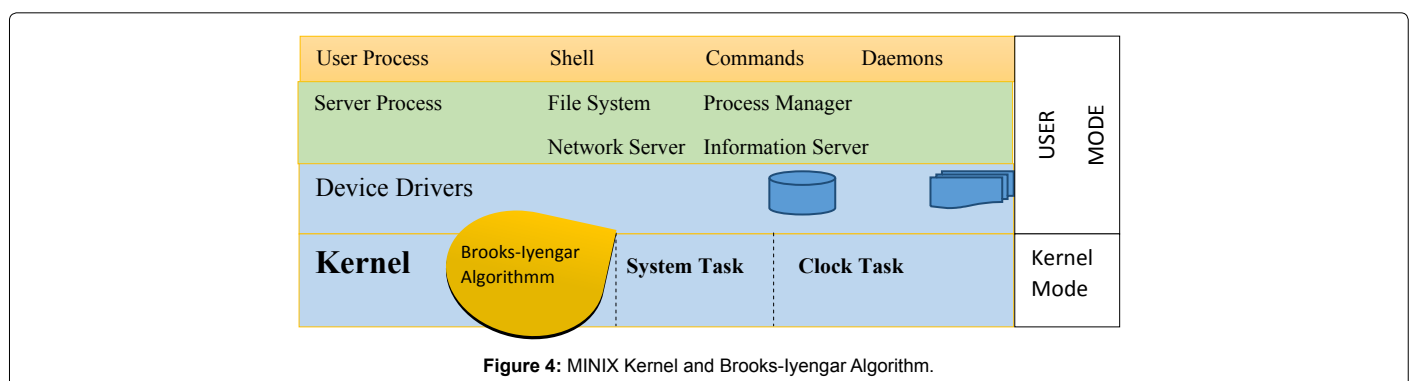 User Process Shell Commands Daemons
Server Process File System Process Manager
Network Server Information Server
Device Drivers
USER
MODE
Kernel
Brooks-Iyengar
Algorithmm
System Task Clock Task
Kernel
Mode
Figure 4: MINIX Kernel and Brooks-Iyengar Algorithm.